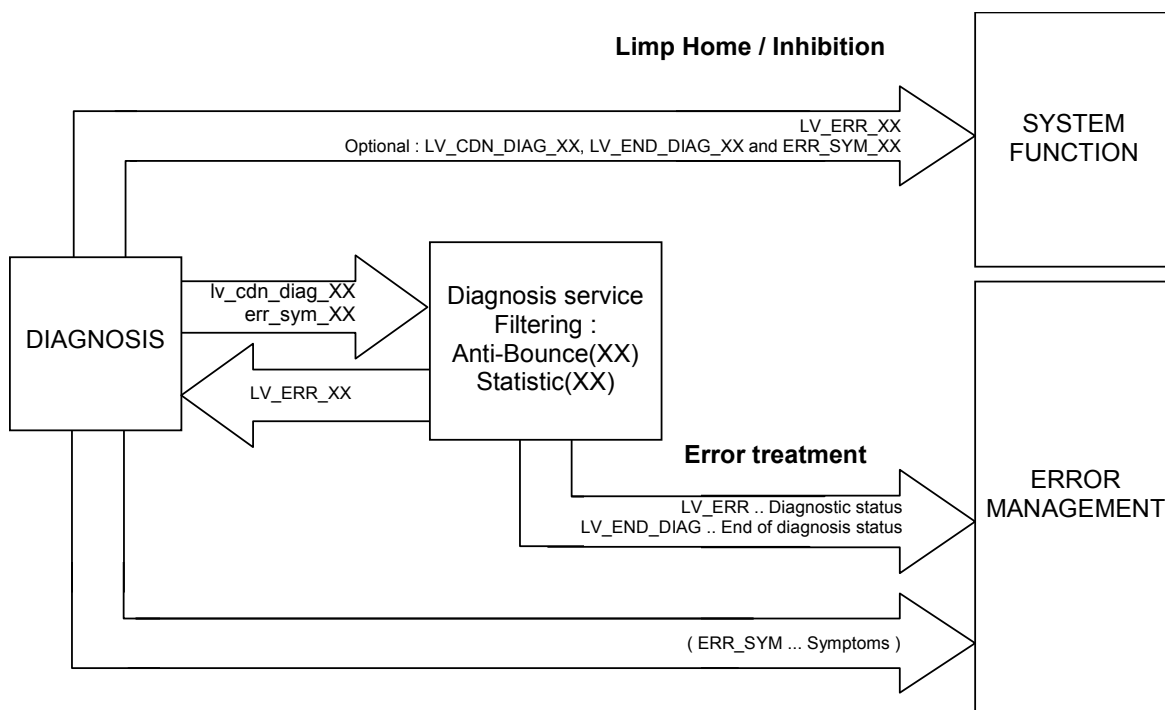 Limp Home / Inhibition
LV_ERR_XX
Optional : LV_CDN_DIAG_XX, LV_END_DIAG_XX and ERR_SYM_XX
SYSTEM
FUNCTION
DIAGNOSIS
lv_cdn_diag_XX
err_sym_XX
LV_ERR_XX
Diagnosis service
Filtering :
Anti-Bounce(XX)
Statistic(XX)
Error treatment
LV_ERR .. Diagnostic status
LV_END_DIAG .. End of diagnosis status
ERROR
MANAGEMENT
( ERR_SYM ... Symptoms )